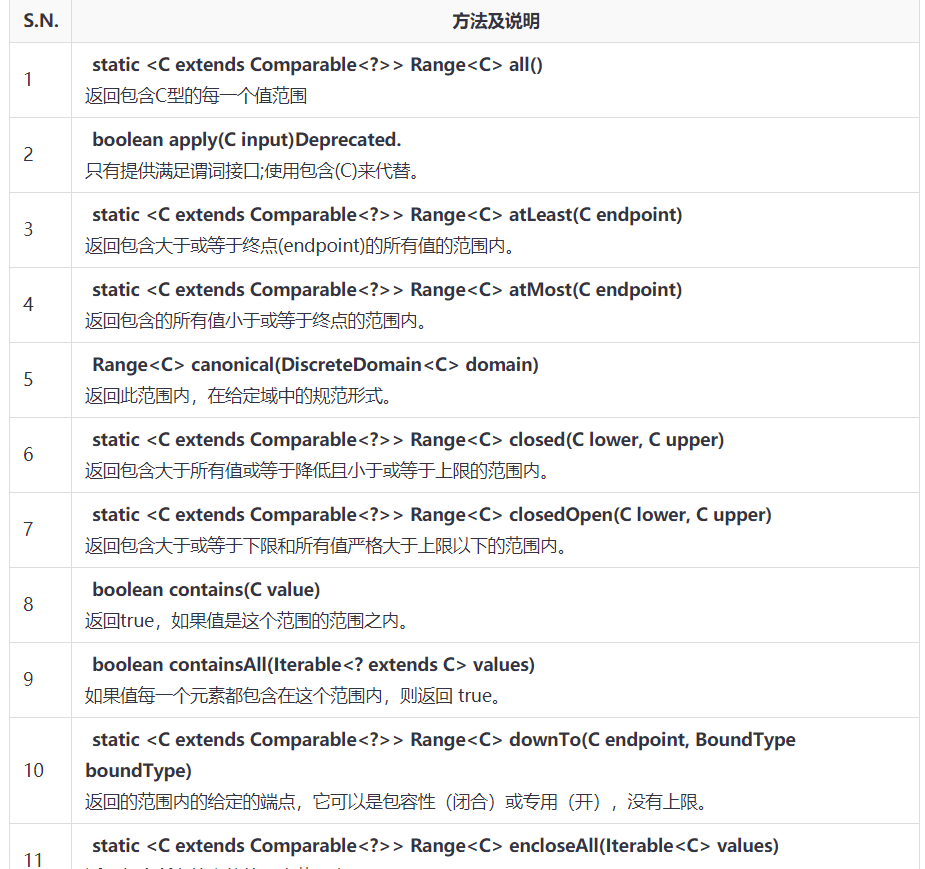 S.N. 方法及说明
1 static <C extends Comparable<?>> Range<C> all()
返回包含C型的每一个值范围
2 boolean apply(C input)Deprecated.
只有提供满足谓词接口;使用包含(C)来代替。
3 static <C extends Comparable<?>> Range<C> atLeast(C endpoint)
返回包含大于或等于终点(endpoint)的所有值的范围内。
4 static <C extends Comparable<?>> Range<C> atMost(C endpoint)
返回包含的所有值小于或等于终点的范围内。
5 Range<C> canonical(DiscreteDomain<C> domain)
返回此范围内，在给定域中的规范形式。
6 static <C extends Comparable<?>> Range<C> closed(C lower, C upper)
返回包含大于所有值或等于降低且小于或等于上限的范围内。
7 static <C extends Comparable<?>> Range<C> closedOpen(C lower, C upper)
返回包含大于或等于下限和所有值严格大于上限以下的范围内。
8 boolean contains(C value)
返回true，如果值是这个范围的范围之内。
9 boolean containsAll(Iterable<? extends C> values)
如果值每一个元素都包含在这个范围内，则返回 true。
10 static <C extends Comparable<?>> Range<C> downTo(C endpoint, BoundType
boundType)
返回的范围内的给定的端点，它可以是包容性（闭合）或专用（开），没有上限。
11 static <C extends Comparable<?>> Range<C> encloseAll(Iterable<C> values)